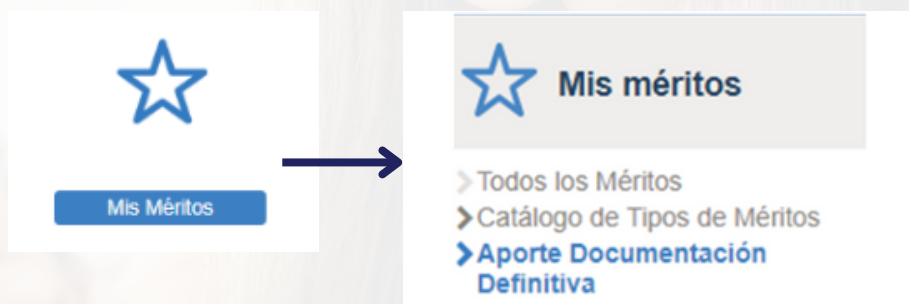 Mis Méritos
Mis méritos
Todos los Méritos
Catálogo de Tipos de Méritos
Aporte Documentación
Definitiva